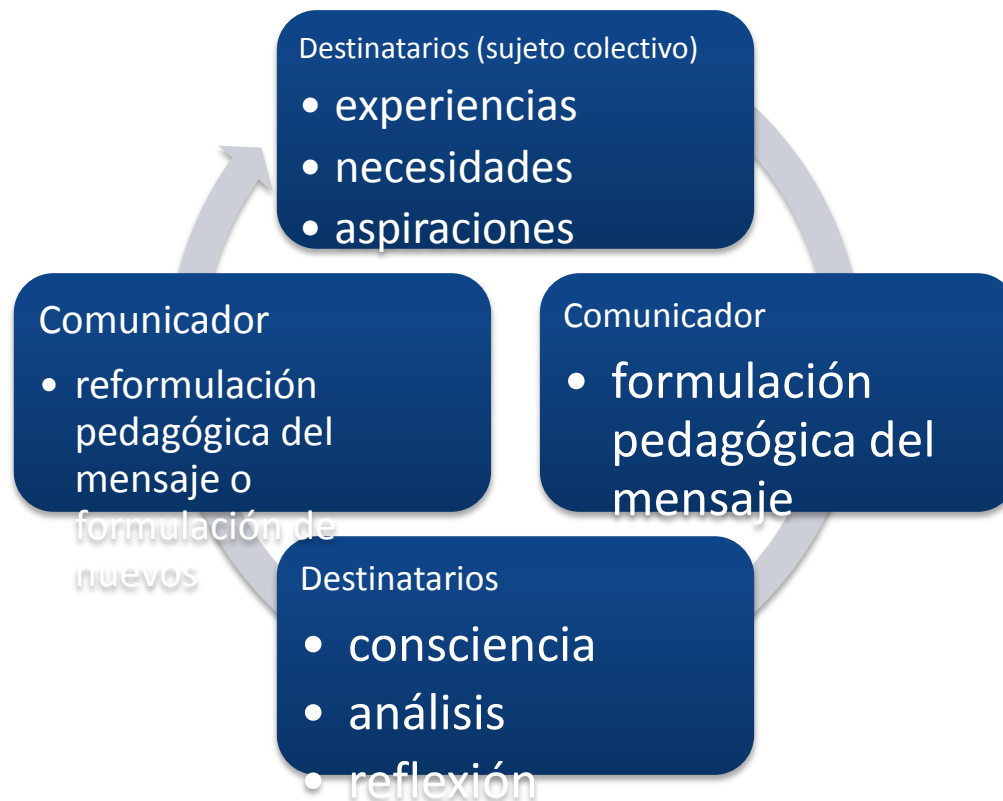 Destinatarios (sujeto colectivo)
• experiencias
• necesidades
• aspiraciones
Comunicador
• formulación
pedagógica del
mensaje
Destinatarios
• consciencia
• análisis
• reflexión
Comunicador
• reformulación
pedagógica del
mensaje o
formulación de
nuevos